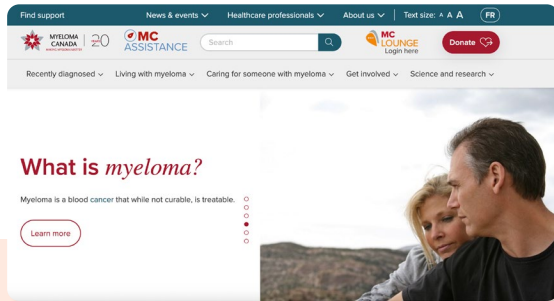 Find support
News & events
Healthcare professionals
About us
Text size: A A A
FR
MYELOMA
CANADA
20
MC
ASSISTANCE
Search
MC
LOUNGE
Login here
Donate
Recently diagnosed
Living with myeloma
Caring for someone with myeloma
Get involved
Science and research
What is myeloma?
Myeloma is a blood cancer that while not curable, is treatable.
Learn more